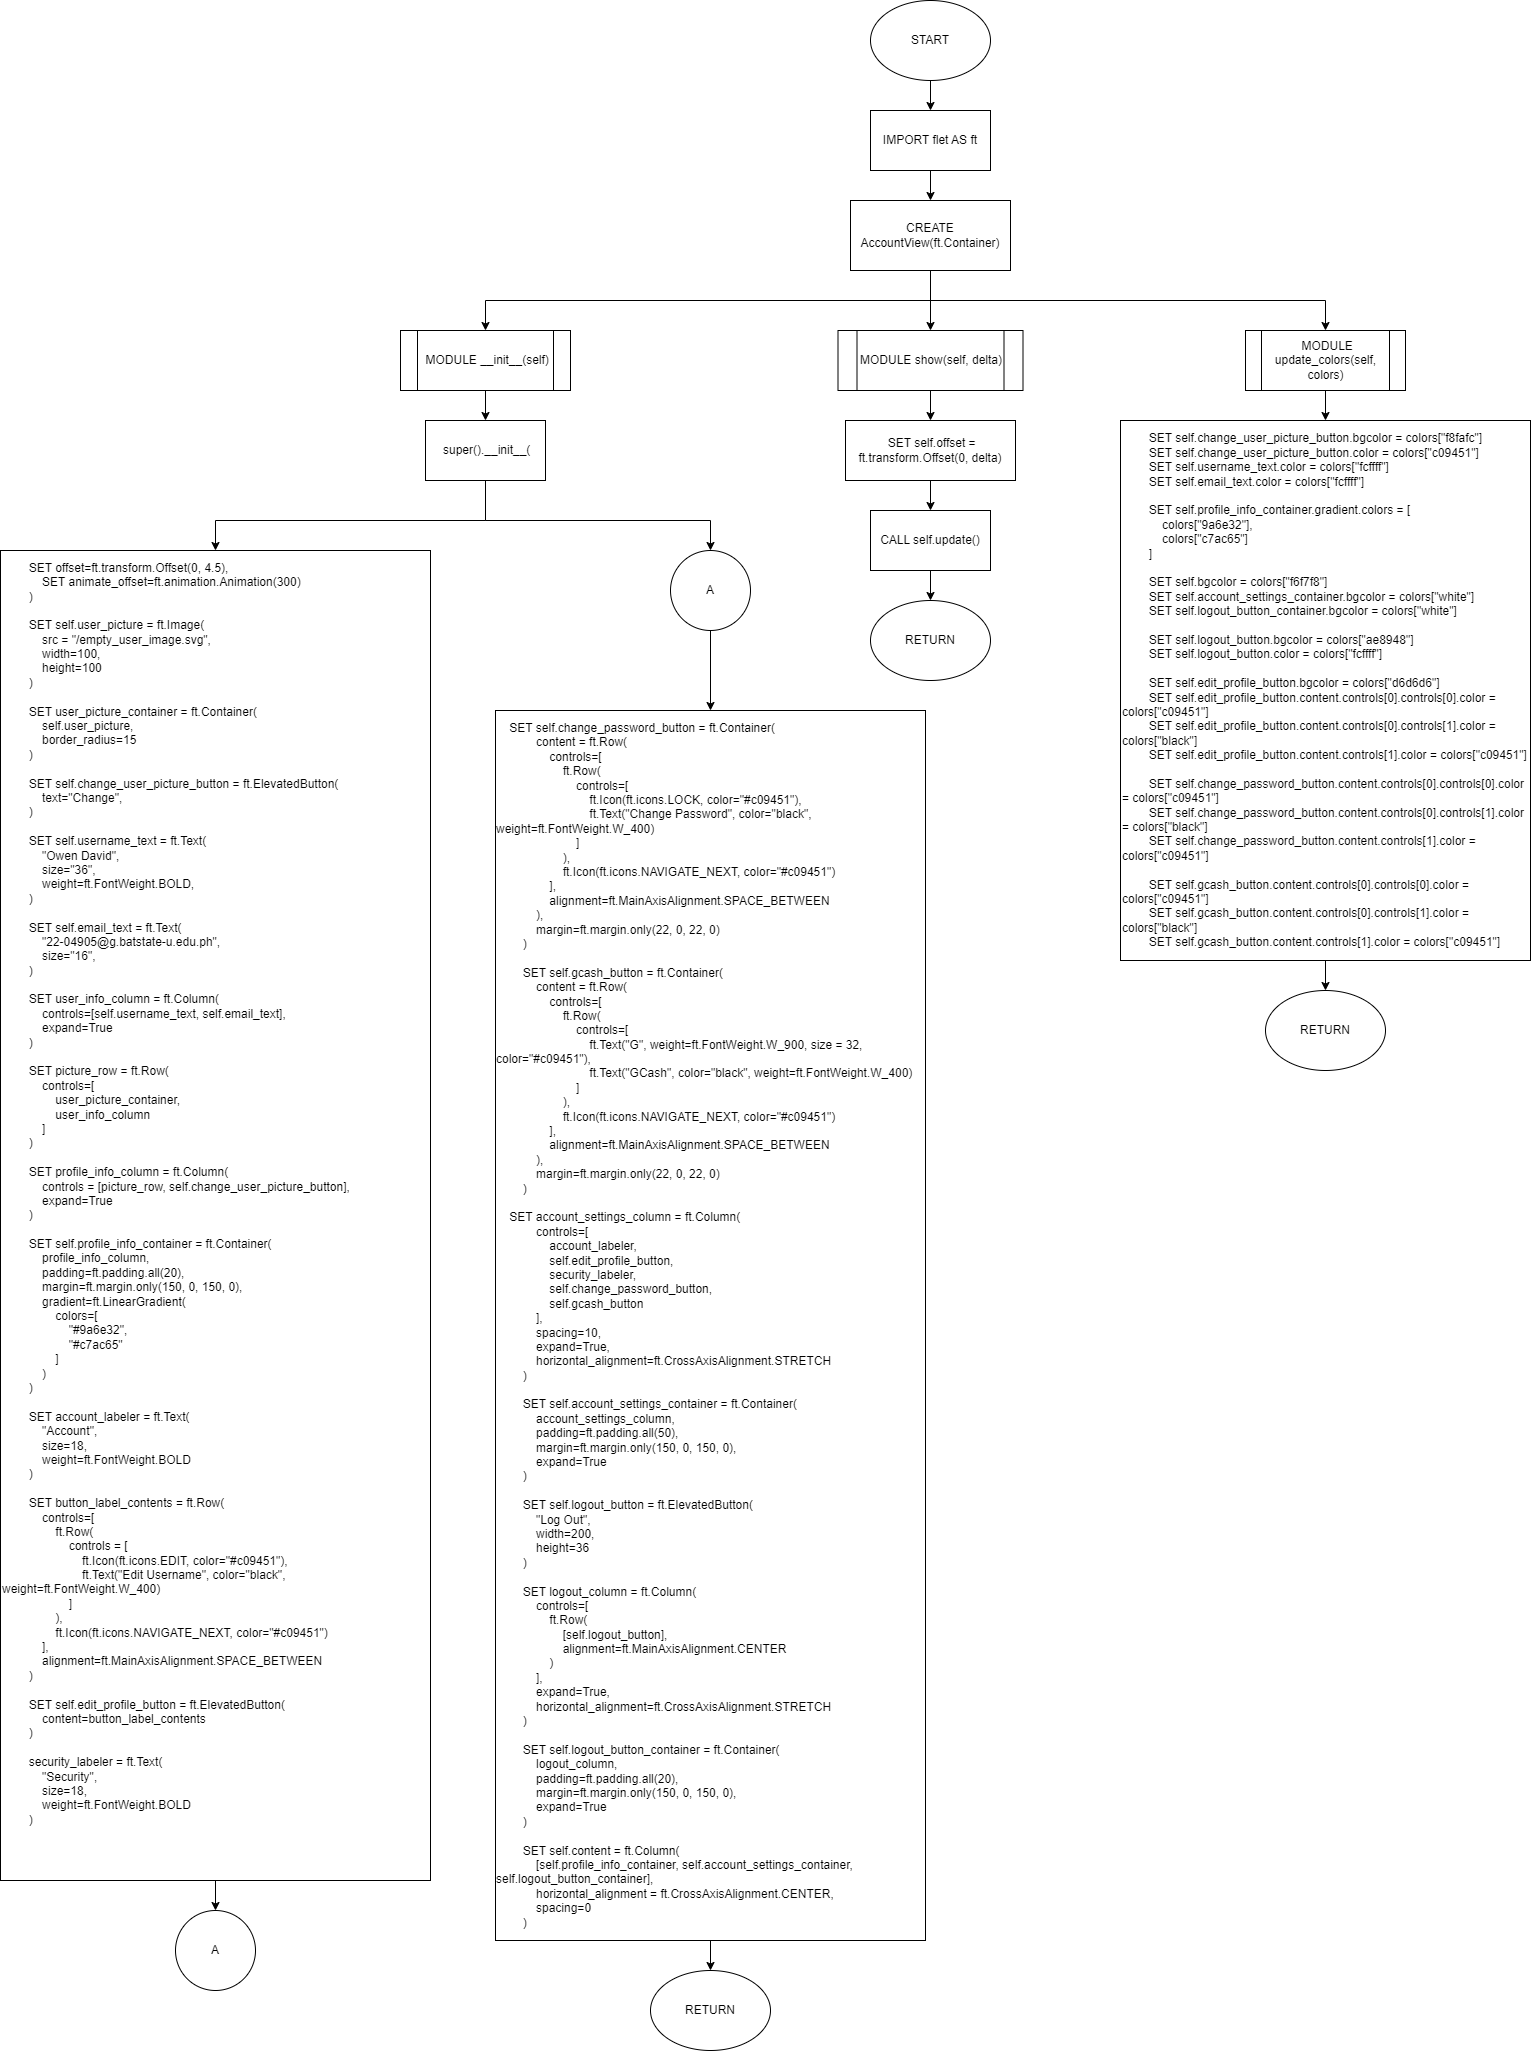 START
IMPORT flet AS ft
CREATE
AccountView(ft.Container)
MODULE __init__(self)
super().__init__(
SET offset=ft.transform.Offset(0, 4.5),
SET animate_offset=ft.animation.Animation(300)
)
SET self.user_picture = ft.Image(
src = "/empty_user_image.svg",
width=100,
height=100
)
SET user_picture_container = ft.Container(
self.user_picture,
border_radius=15
)
SET self.change_user_picture_button = ft.ElevatedButton(
text="Change",
)
SET self.username_text = ft.Text(
"Owen David",
size="36",
weight=ft.FontWeight.BOLD,
)
SET self.email_text = ft.Text(
"22-04905@g.batstate-u.edu.ph",
size="16",
)
SET user_info_column = ft.Column(
controls=[self.username_text, self.email_text],
expand=True
)
SET picture_row = ft.Row(
controls=[
user_picture_container,
user_info_column
]
)
SET profile_info_column = ft.Column(
controls = [picture_row, self.change_user_picture_button],
expand=True
)
SET self.profile_info_container = ft.Container(
profile_info_column,
padding=ft.padding.all(20),
margin=ft.margin.only(150, 0, 150, 0),
gradient=ft.LinearGradient(
colors=[
"#9a6e32",
"#c7ac65"
]
)
)
SET account_labeler = ft.Text(
"Account",
size=18,
weight=ft.FontWeight.BOLD
)
SET button_label_contents = ft.Row(
controls=[
ft.Row(
controls = [
ft.Icon(ft.icons.EDIT, color="#c09451"),
ft.Text("Edit Username", color="black",
weight=ft.FontWeight.W_400)
]
),
ft.Icon(ft.icons.NAVIGATE_NEXT, color="#c09451")
],
alignment=ft.MainAxisAlignment.SPACE_BETWEEN
)
SET self.edit_profile_button = ft.ElevatedButton(
content=button_label_contents
)
security_labeler = ft.Text(
"Security",
size=18,
weight=ft.FontWeight.BOLD
)
A
A
SET self.change_password_button = ft.Container(
content = ft.Row(
controls=[
ft.Row(
controls=[
ft.Icon(ft.icons.LOCK, color="#c09451"),
ft.Text("Change Password", color="black",
weight=ft.FontWeight.W_400)
]
),
ft.Icon(ft.icons.NAVIGATE_NEXT, color="#c09451")
],
alignment=ft.MainAxisAlignment.SPACE_BETWEEN
),
margin=ft.margin.only(22, 0, 22, 0)
)
SET self.gcash_button = ft.Container(
content = ft.Row(
controls=[
ft.Row(
controls=[
ft.Text("G", weight=ft.FontWeight.W_900, size = 32,
color="#c09451"),
ft.Text("GCash", color="black", weight=ft.FontWeight.W_400)
]
),
ft.Icon(ft.icons.NAVIGATE_NEXT, color="#c09451")
],
alignment=ft.MainAxisAlignment.SPACE_BETWEEN
),
margin=ft.margin.only(22, 0, 22, 0)
)
SET account_settings_column = ft.Column(
controls=[
account_labeler,
self.edit_profile_button,
security_labeler,
self.change_password_button,
self.gcash_button
],
spacing=10,
expand=True,
horizontal_alignment=ft.CrossAxisAlignment.STRETCH
)
SET self.account_settings_container = ft.Container(
account_settings_column,
padding=ft.padding.all(50),
margin=ft.margin.only(150, 0, 150, 0),
expand=True
)
SET self.logout_button = ft.ElevatedButton(
"Log Out",
width=200,
height=36
)
SET logout_column = ft.Column(
controls=[
ft.Row(
[self.logout_button],
alignment=ft.MainAxisAlignment.CENTER
)
],
expand=True,
horizontal_alignment=ft.CrossAxisAlignment.STRETCH
)
SET self.logout_button_container = ft.Container(
logout_column,
padding=ft.padding.all(20),
margin=ft.margin.only(150, 0, 150, 0),
expand=True
)
SET self.content = ft.Column(
[self.profile_info_container, self.account_settings_container,
self.logout_button_container],
horizontal_alignment = ft.CrossAxisAlignment.CENTER,
spacing=0
)
RETURN
MODULE show(self, delta)
SET self.offset =
ft.transform.Offset(0, delta)
CALL self.update()
RETURN
MODULE
update_colors(self,
colors)
SET self.change_user_picture_button.bgcolor = colors["f8fafc"]
SET self.change_user_picture_button.color = colors["c09451"]
SET self.username_text.color = colors["fcffff"]
SET self.email_text.color = colors["fcffff"]
SET self.profile_info_container.gradient.colors = [
colors["9a6e32"],
colors["c7ac65"]
]
SET self.bgcolor = colors["f6f7f8"]
SET self.account_settings_container.bgcolor = colors["white"]
SET self.logout_button_container.bgcolor = colors["white"]
SET self.logout_button.bgcolor = colors["ae8948"]
SET self.logout_button.color = colors["fcffff"]
SET self.edit_profile_button.bgcolor = colors["d6d6d6"]
SET self.edit_profile_button.content.controls[0].controls[0].color =
colors["c09451"]
SET self.edit_profile_button.content.controls[0].controls[1].color =
colors["black"]
SET self.edit_profile_button.content.controls[1].color = colors["c09451"]
SET self.change_password_button.content.controls[0].controls[0].color
= colors["c09451"]
SET self.change_password_button.content.controls[0].controls[1].color
= colors["black"]
SET self.change_password_button.content.controls[1].color =
colors["c09451"]
SET self.gcash_button.content.controls[0].controls[0].color =
colors["c09451"]
SET self.gcash_button.content.controls[0].controls[1].color =
colors["black"]
SET self.gcash_button.content.controls[1].color = colors["c09451"]
RETURN